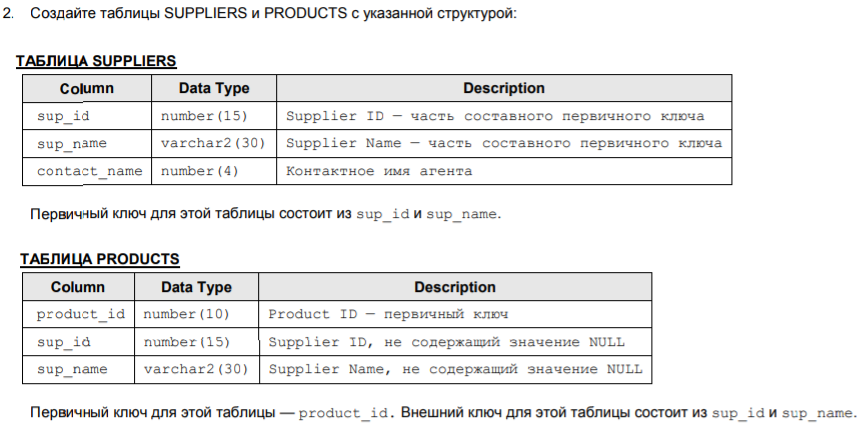 2. Создайте таблицы SUPPLIERS и PRODUCTS с указанной структурой:
ТАБЛИЦА SUPPLIERS
Column Data Type Description
sup_id number(15) Supplier ID — часть составного первичного ключа
sup_name varchar2(30) Supplier Name — часть составного первичного ключа
contact_name number(4) Контактное имя агента
Первичный ключ для этой таблицы состоит из sup_id и sup_name.
ТАБЛИЦА PRODUCTS
Column Data Type Description
product_id number(10) Product ID — первичный ключ
sup_id number(15) Supplier ID, не содержащий значение NULL
sup_name varchar2(30) Supplier Name, не содержащий значение NULL
Первичный ключ для этой таблицы — product_id. Внешний ключ для этой таблицы состоит из sup_id и sup_name.